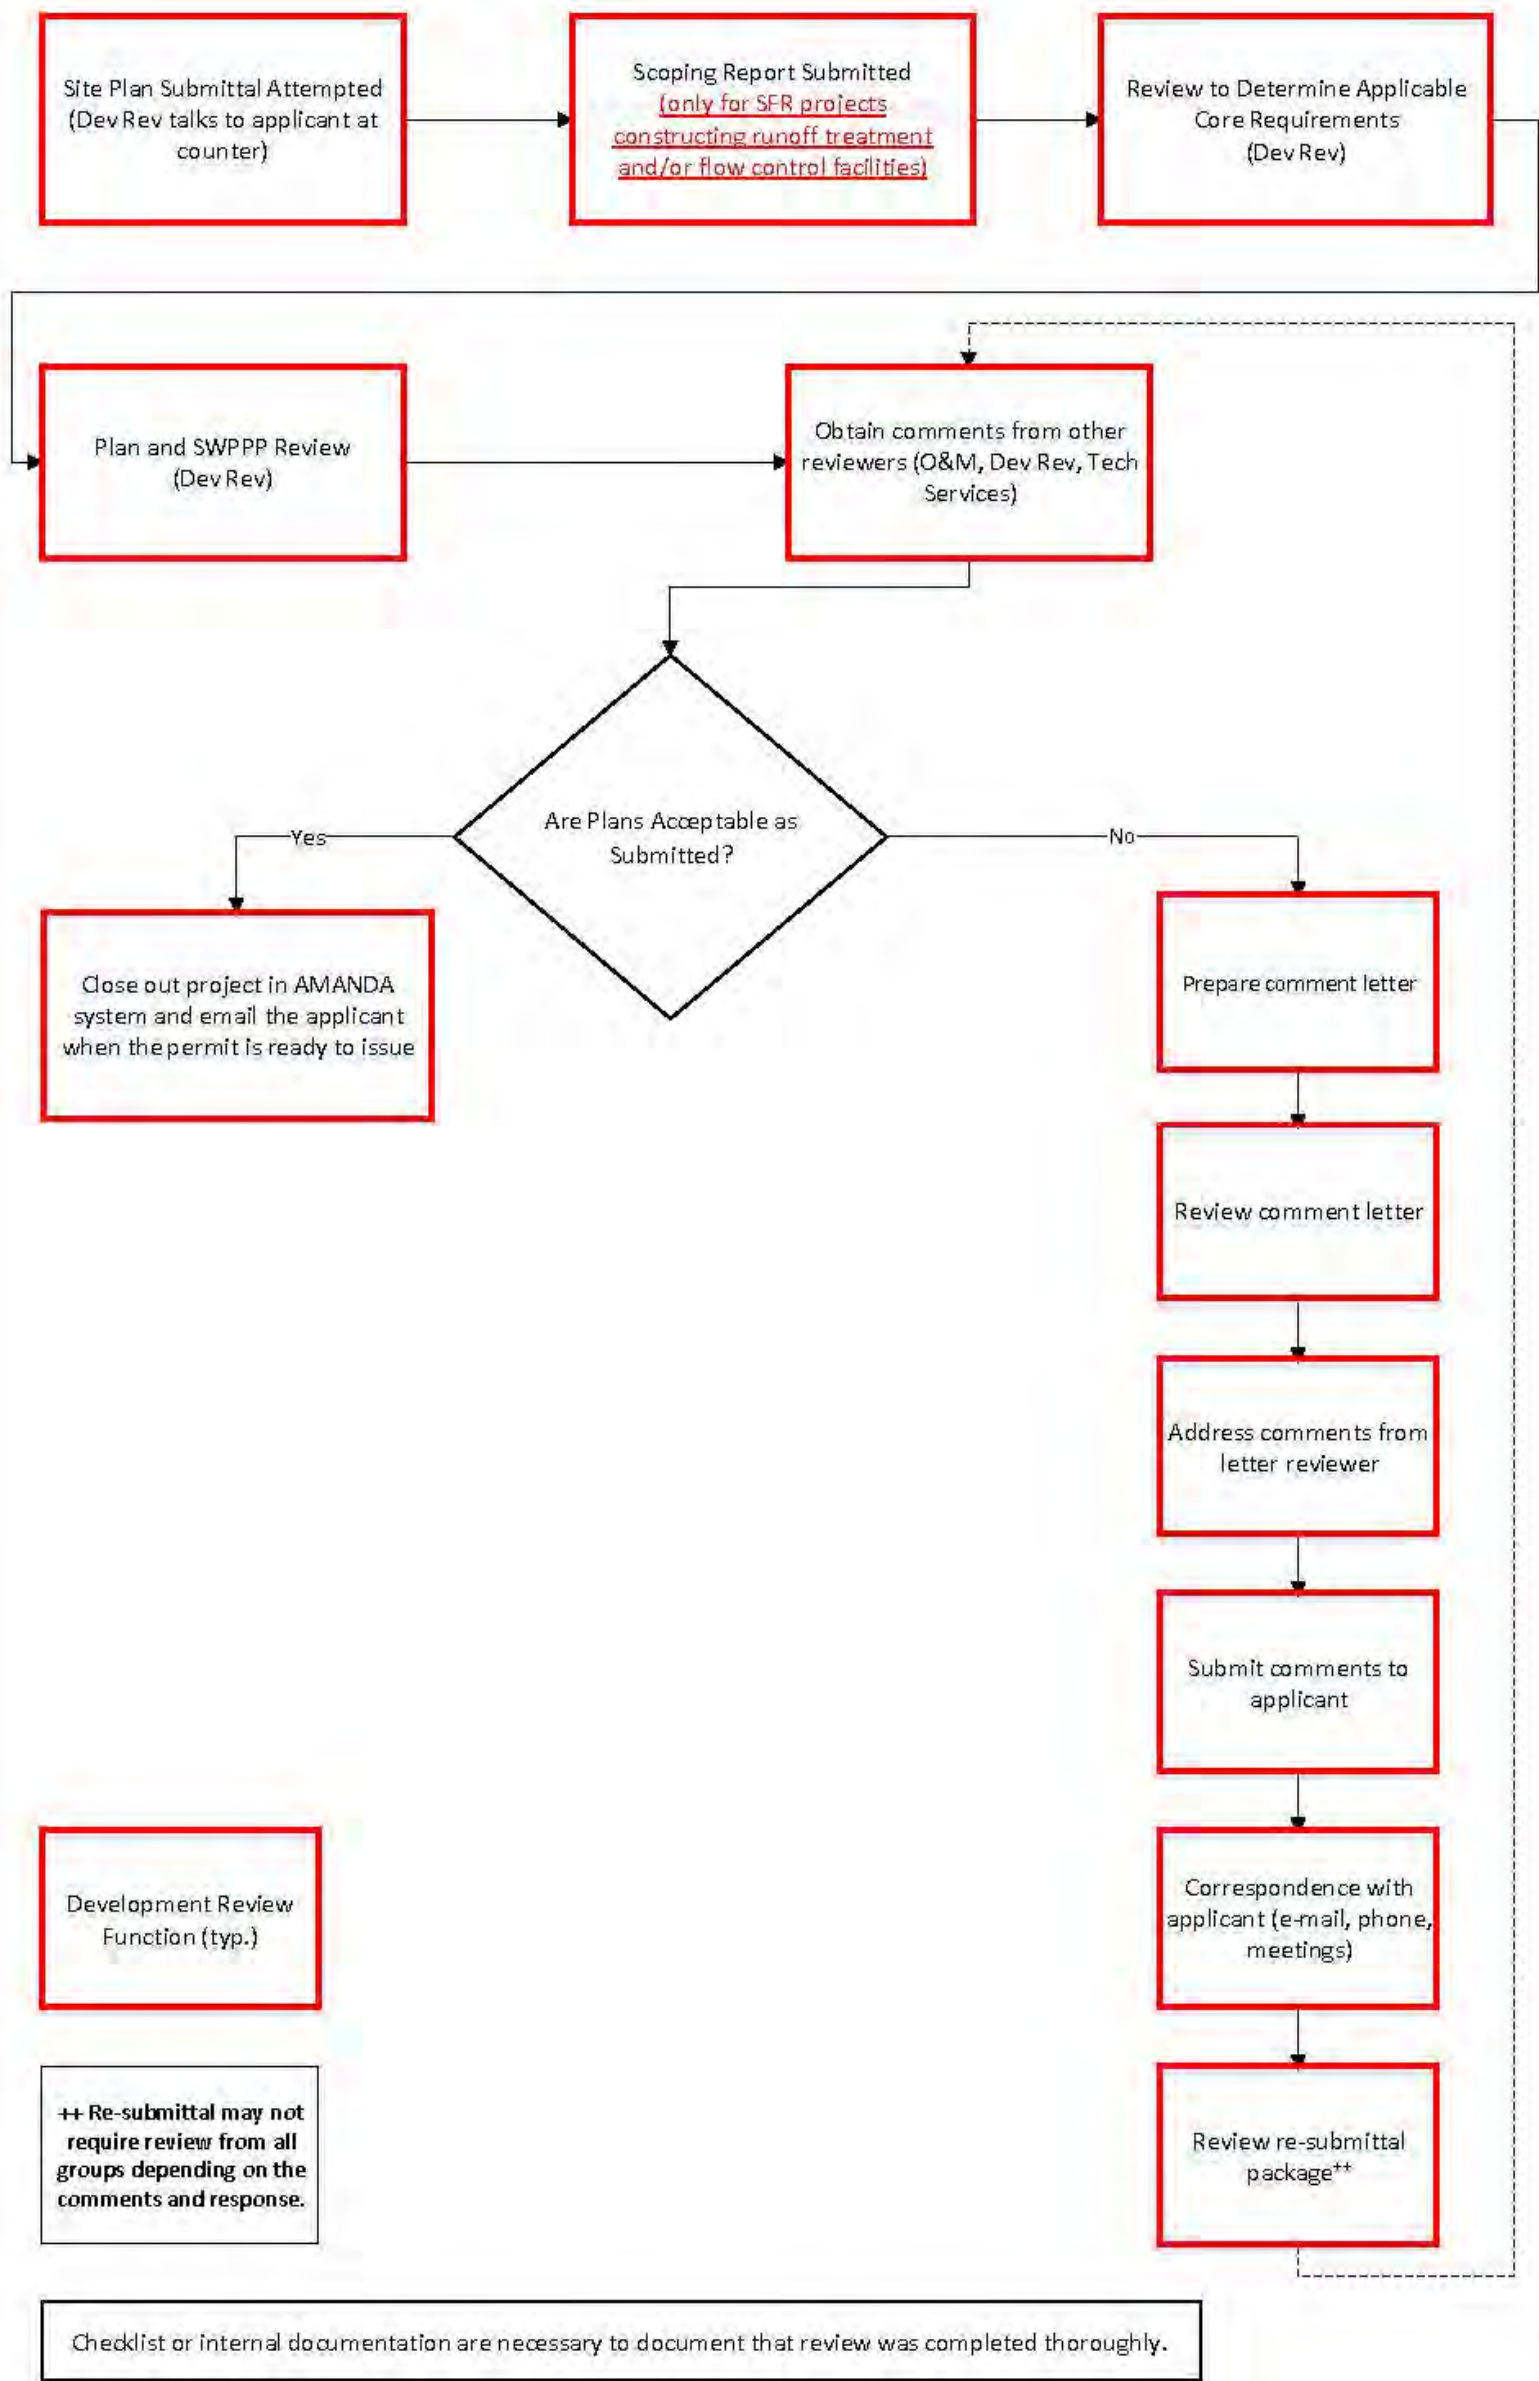 Site Plan Submittal Attempted
(Dev Rev talks to applicant at
counter)
Scoping Report Submitted
(only for SFR projects
constructing runoff treatment
and/or flow control facilities)
Review to Determine Applicable
Core Requirements
(Dev Rev)
Plan and SWPPP Review
(Dev Rev)
Obtain comments from other
reviewers (O&M, Dev Rev, Tech
Services)
Are Plans Acceptable as
Submitted?
Yes
No
Close out project in AMANDA
system and email the applicant
when the permit is ready to issue
Prepare comment letter
Review comment letter
Address comments from
letter reviewer
Submit comments to
applicant
Correspondence with
applicant (e-mail, phone,
meetings)
Review re-submittal
package++
Development Review
Function (typ.)
++ Re-submittal may not
require review from all
groups depending on the
comments and response.
Checklist or internal documentation are necessary to document that review was completed thoroughly.